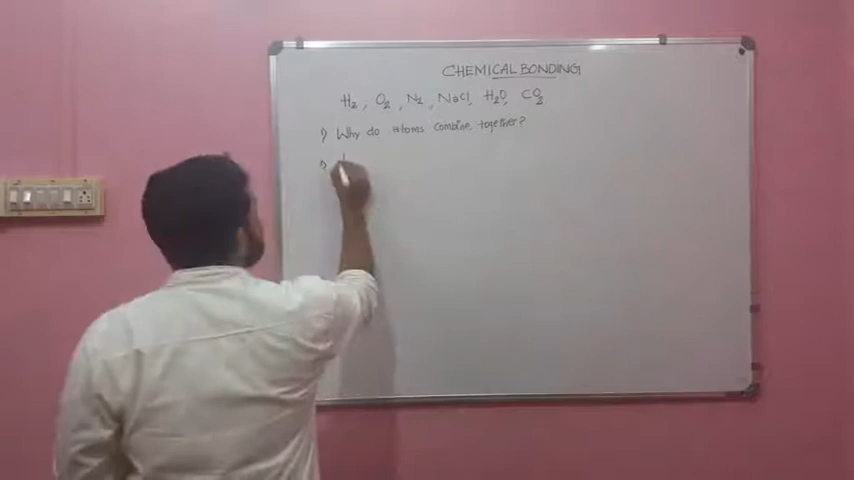 CHEMICAL BONDING
H₂, O₂, N₂, NaCl, H₂O, CO₂
1) Why do atoms combine together?